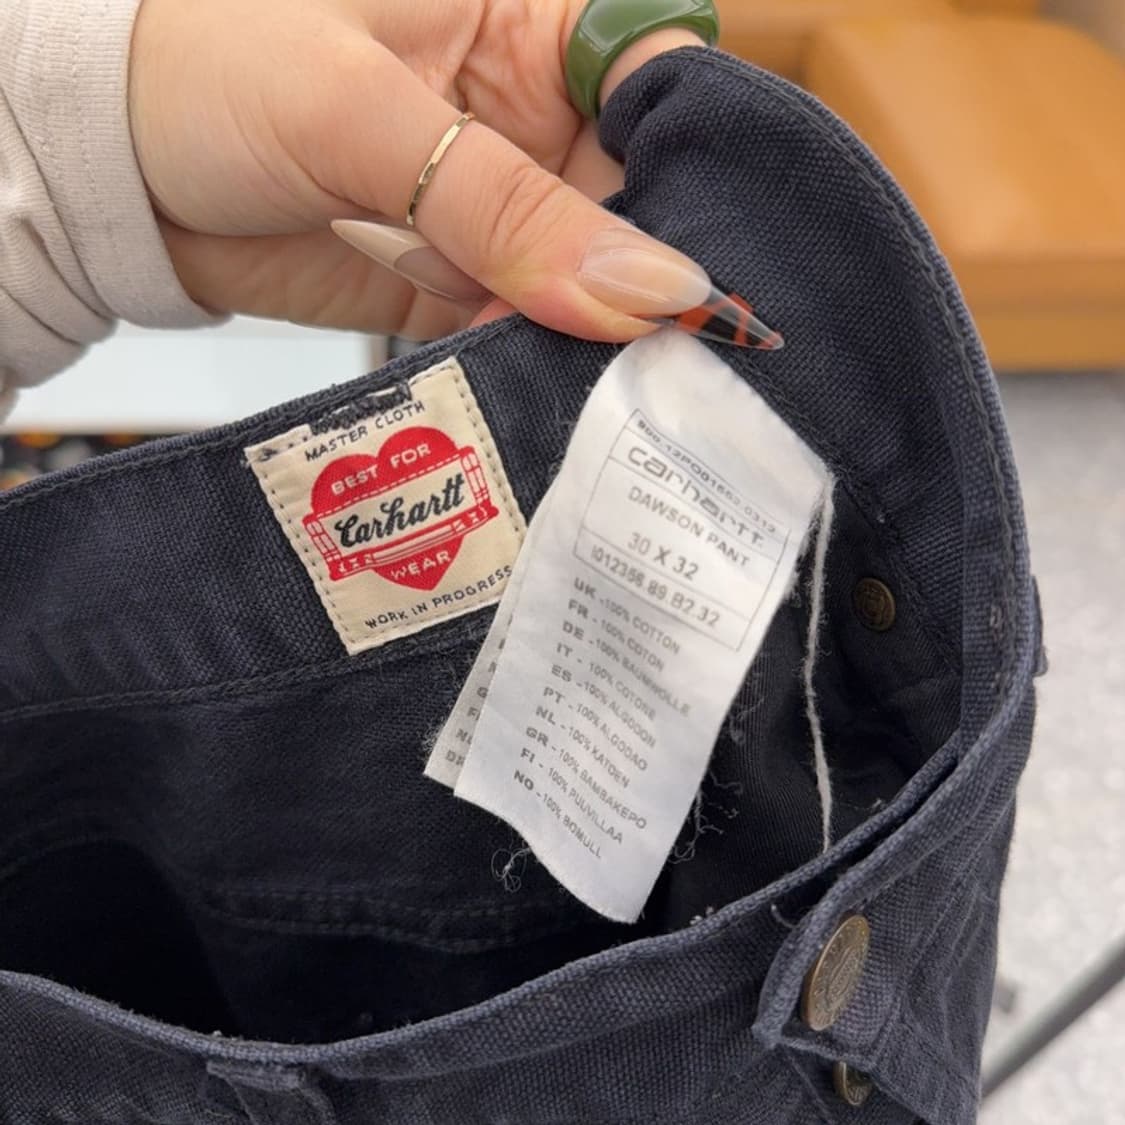 MASTER CLOTH
BEST FOR
Carhartt
WEAR
WORK IN PROGRESS
carhartt
DAWSON PANT
30 X 32
I012356 89 B2 32
UK -100% COTTON
FR -100% COTON
DE -100% BAUMWOLLE
IT - 100% COTONE
ES -100% ALGODON
PT -100% ALGODAO
NL -100% KATOEN
GR -100% BAMBAKEPO
FI - 100% PUUVILLAA
NO -100% BOMULL